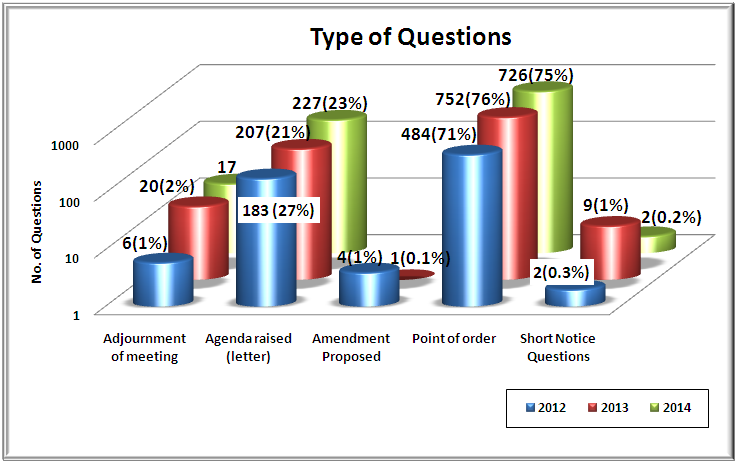 Type of Questions
726(75%)
752(76%)
227(23%)
484(71%)
207(21%)
17
20(2%)
183 (27%)
9(1%)
2(0.2%)
6(1%)
4(1%)
1(0.1%)
2(0.3%)
No. of Questions
1000
100
10
1
Adjournment
of meeting
Agenda raised
(letter)
Amendment
Proposed
Point of order
Short Notice
Questions
2012
2013
2014